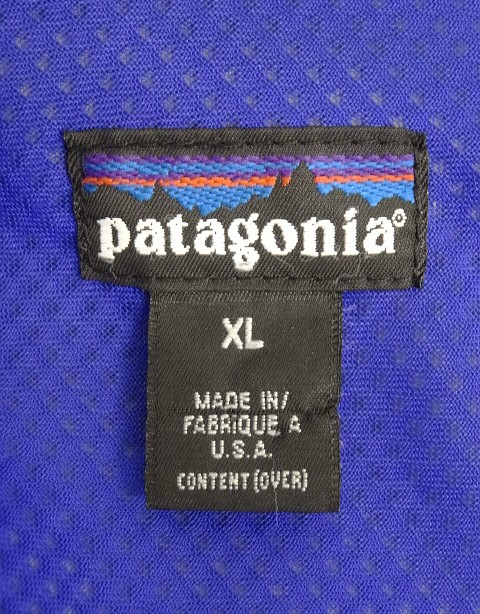 patagonia®
XL
MADE IN/
FABRIQUE A
U.S.A.
CONTENT (OVER)